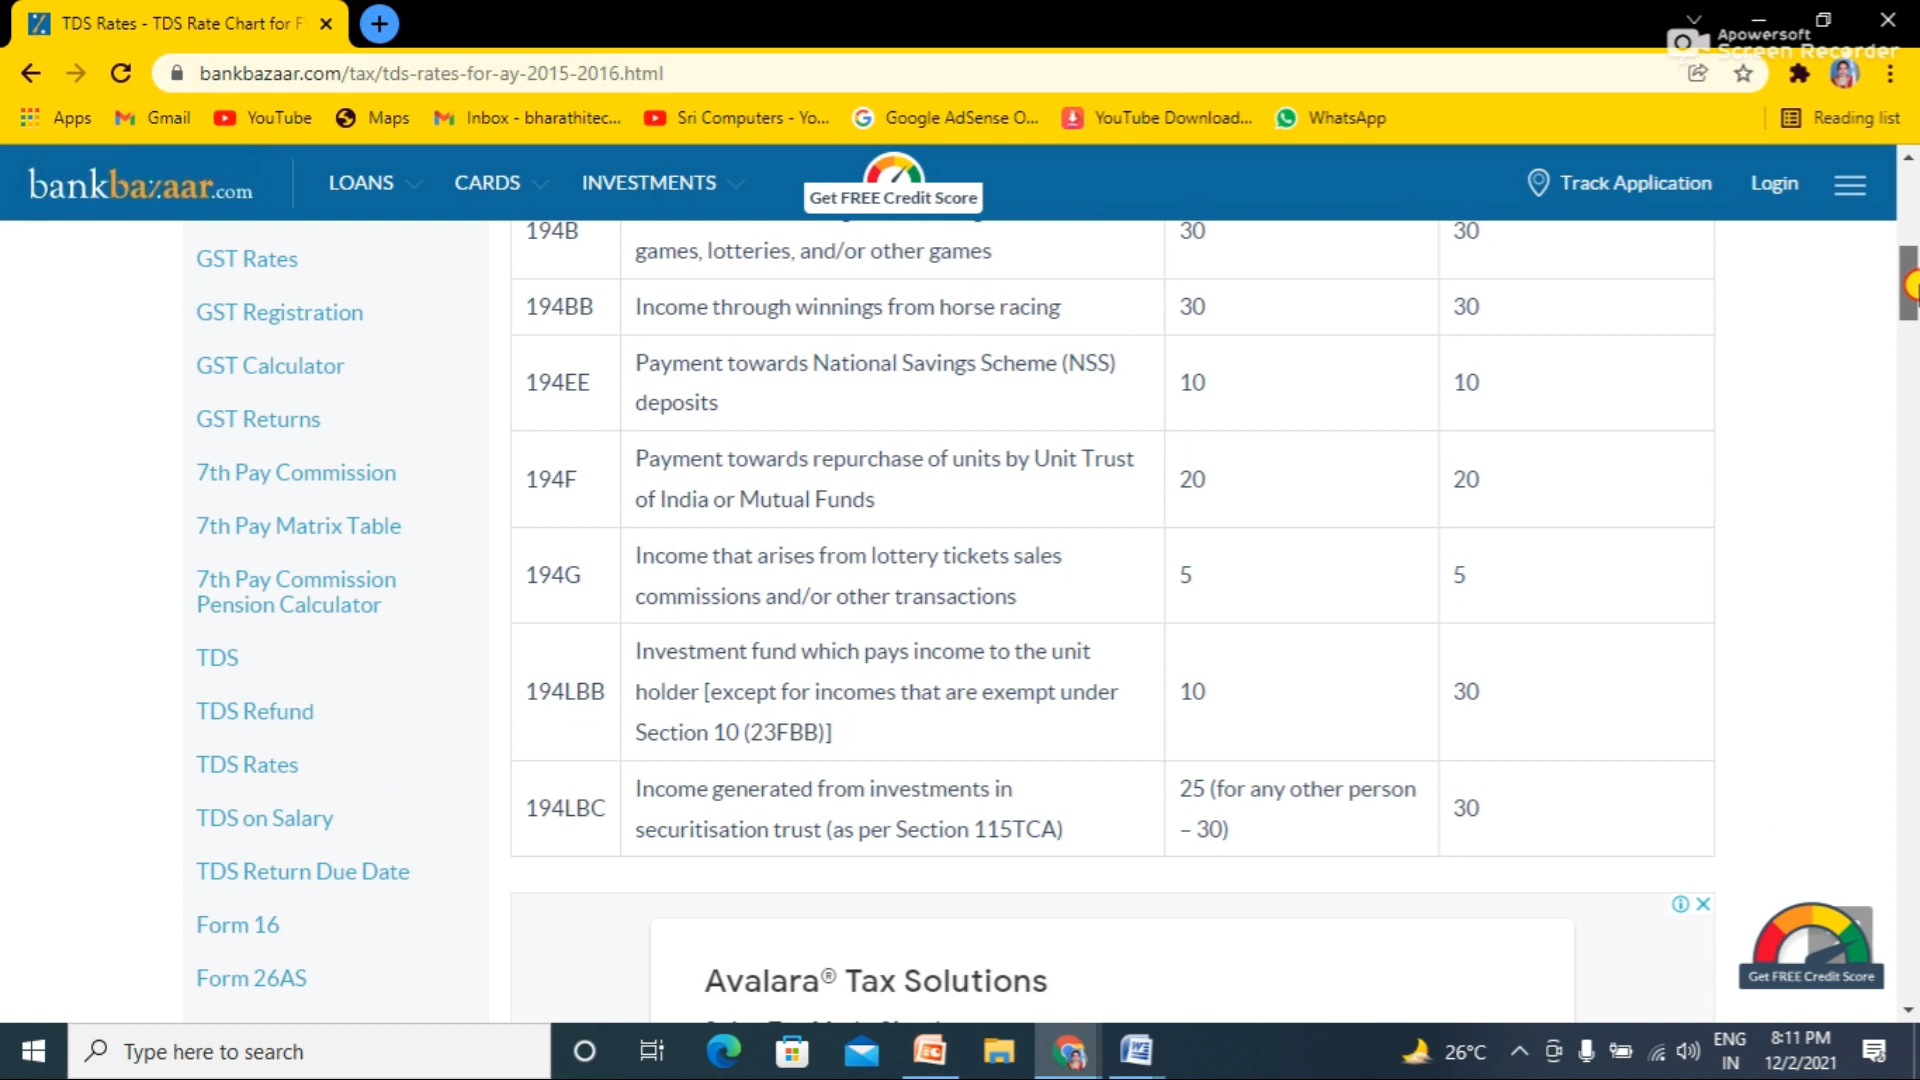 TDS Rates - TDS Rate Chart for F
Apowersoft
Screen Recorder
bankbazaar.com/tax/tds-rates-for-ay-2015-2016.html
Apps
Gmail
YouTube
Maps
Inbox - bharathitec...
Sri Computers - Yo...
Google AdSense O...
YouTube Download...
WhatsApp
Reading list
bankbazaar.com
LOANS
CARDS
INVESTMENTS
Get FREE Credit Score
Track Application
Login
GST Rates
GST Registration
GST Calculator
GST Returns
7th Pay Commission
7th Pay Matrix Table
7th Pay Commission
Pension Calculator
TDS
TDS Refund
TDS Rates
TDS on Salary
TDS Return Due Date
Form 16
Form 26AS
194B
games, lotteries, and/or other games
30
30
194BB
Income through winnings from horse racing
30
30
194EE
Payment towards National Savings Scheme (NSS)
deposits
10
10
194F
Payment towards repurchase of units by Unit Trust
of India or Mutual Funds
20
20
194G
Income that arises from lottery tickets sales
commissions and/or other transactions
5
5
194LBB
Investment fund which pays income to the unit
holder [except for incomes that are exempt under
Section 10 (23FBB)]
10
30
194LBC
Income generated from investments in
securitisation trust (as per Section 115TCA)
25 (for any other person
– 30)
30
Avalara® Tax Solutions
Get FREE Credit Score
Type here to search
26°C
ENG
IN
8:11 PM
12/2/2021